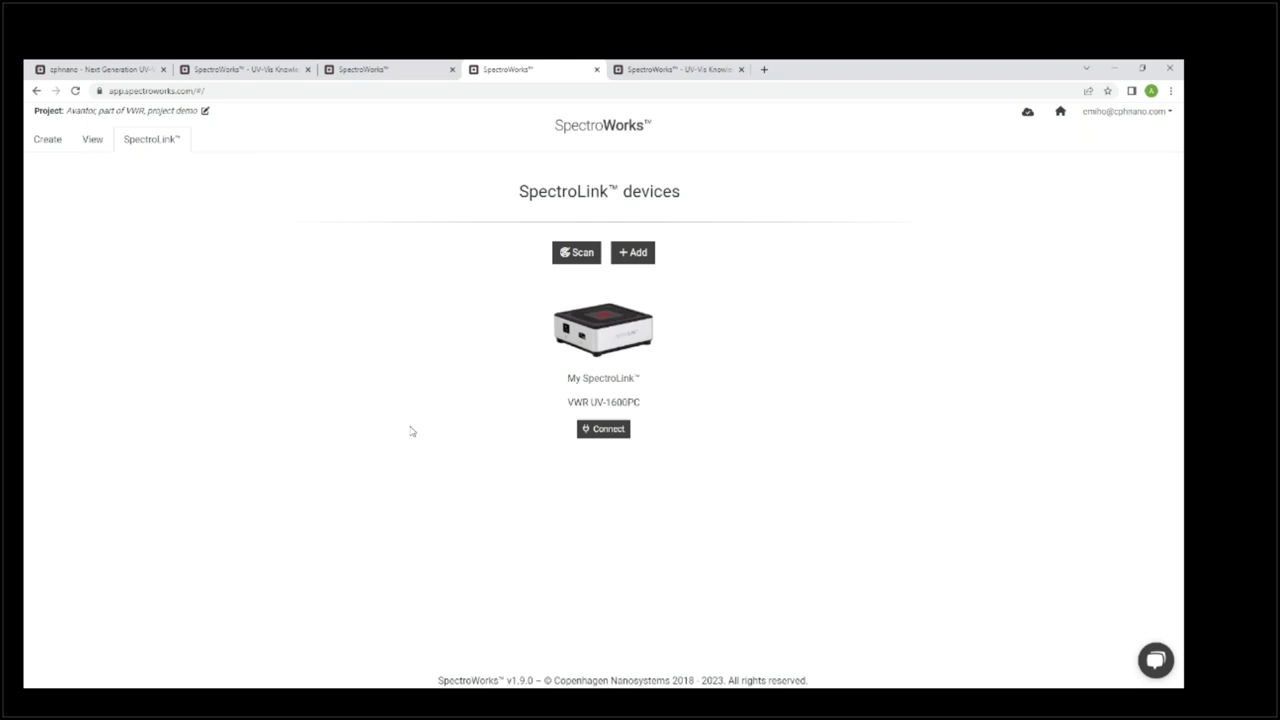 cphnano - Next Generation UV-
SpectroWorks™ - UV-Vis Knowle
SpectroWorks™
SpectroWorks™
SpectroWorks™ - UV-Vis Knowle
app.spectroworks.com/#/
Project: Avantor, part of VWR, project demo
emiho@cphnano.com
SpectroWorks™
Create View SpectroLink™
SpectroLink™ devices
Scan + Add
My SpectroLink™
VWR UV-1600PC
Connect
SpectroWorks™ v1.9.0 – © Copenhagen Nanosystems 2018 - 2023. All rights reserved.